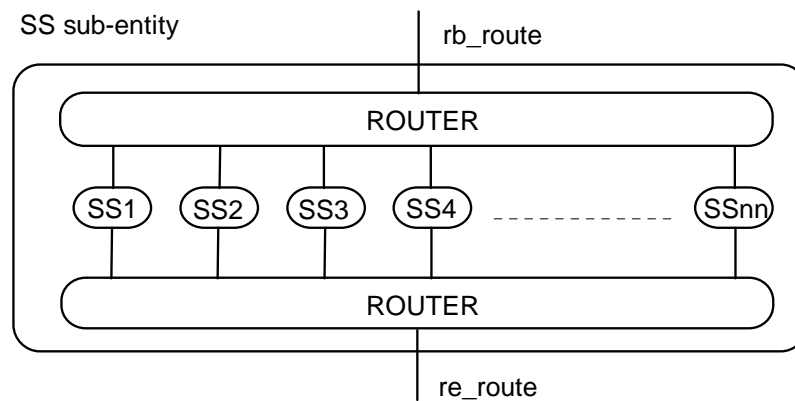 SS sub-entity
rb_route
ROUTER
SS1 SS2 SS3 SS4 SSnn
ROUTER
re_route